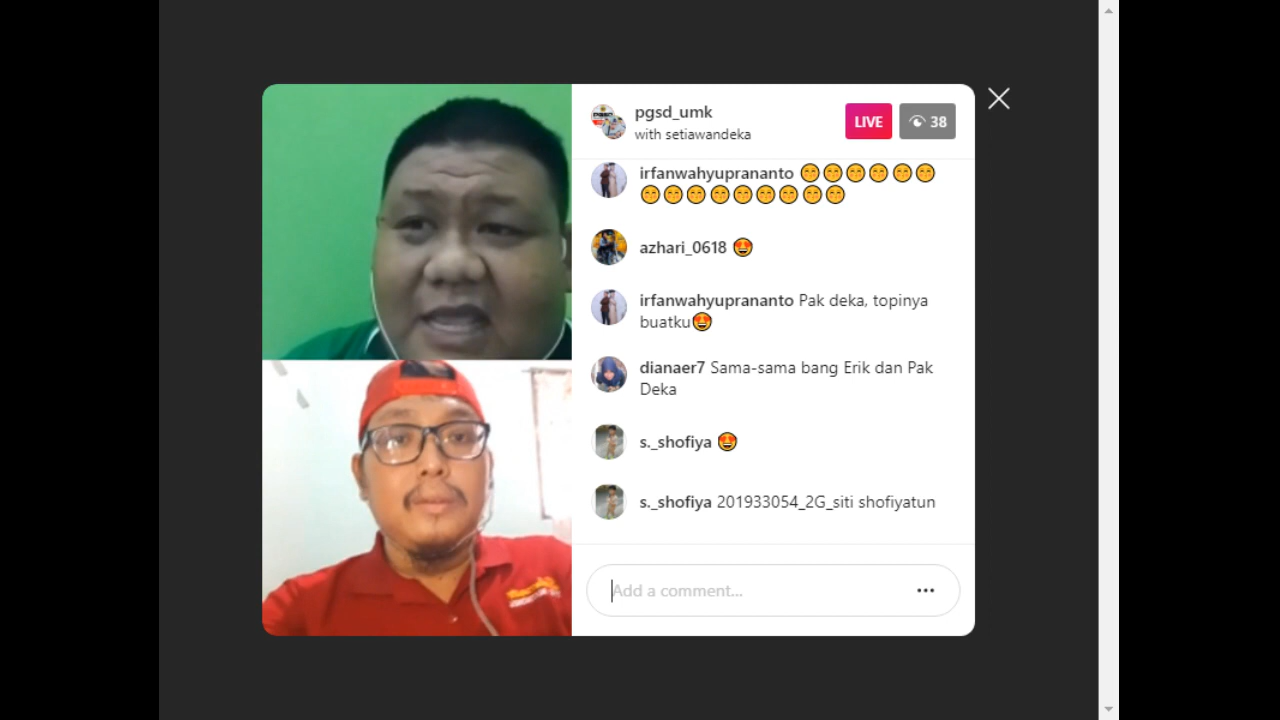 pgsd_umk
with setiawandeka
LIVE
38
irfanwahyuprananto 😁😁😁😁😁😁
😁😁😁😁😁😁😁😁😁
azhari_0618 🤩
irfanwahyuprananto Pak deka, topinya
buatku🤩
dianaer7 Sama-sama bang Erik dan Pak
Deka
s._shofiya 🤩
s._shofiya 201933054_2G_siti shofiyatun
Add a comment...